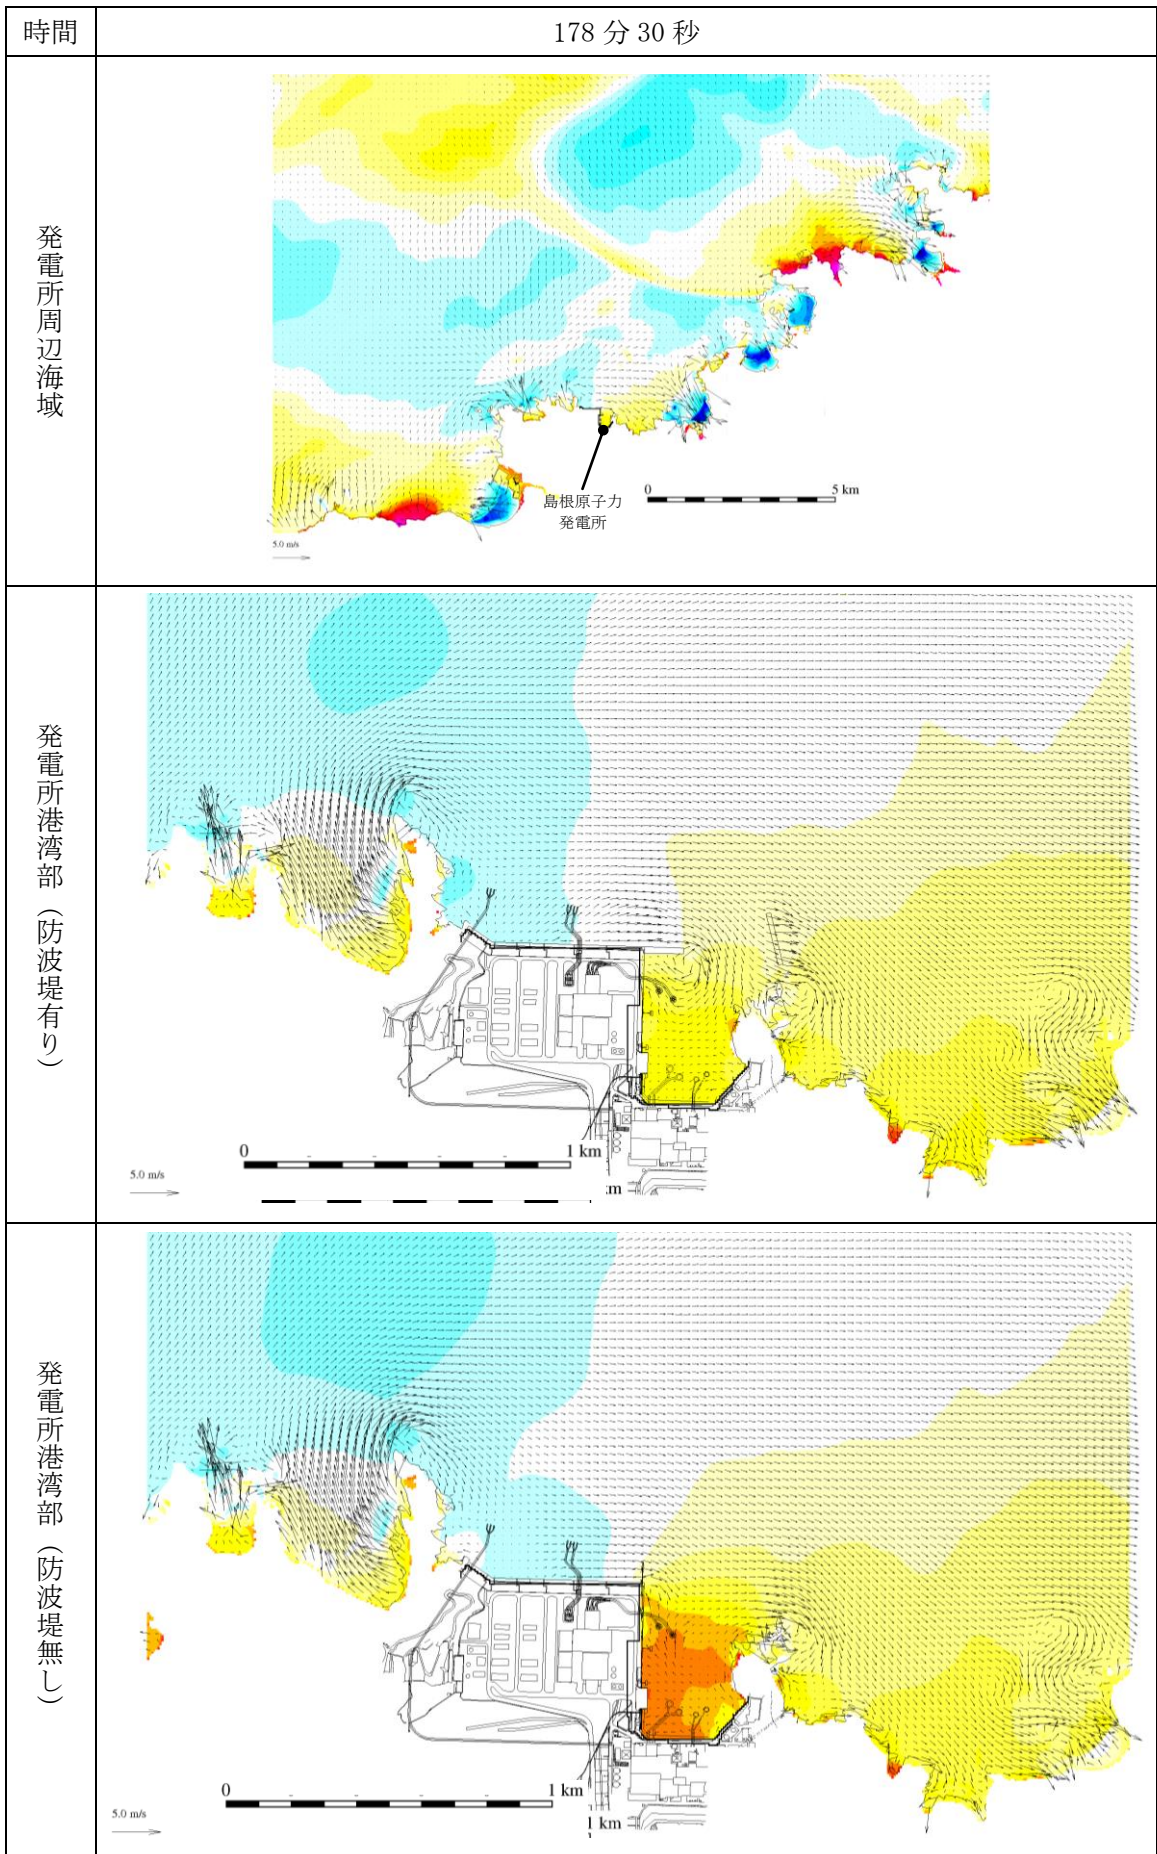 時間
178 分 30 秒
発電所周辺海域
島根原子力
発電所
0
5 km
5.0 m/s
発電所港湾部（防波堤有り）
0
1 km
5.0 m/s
km
発電所港湾部（防波堤無し）
0
1 km
5.0 m/s
1 km